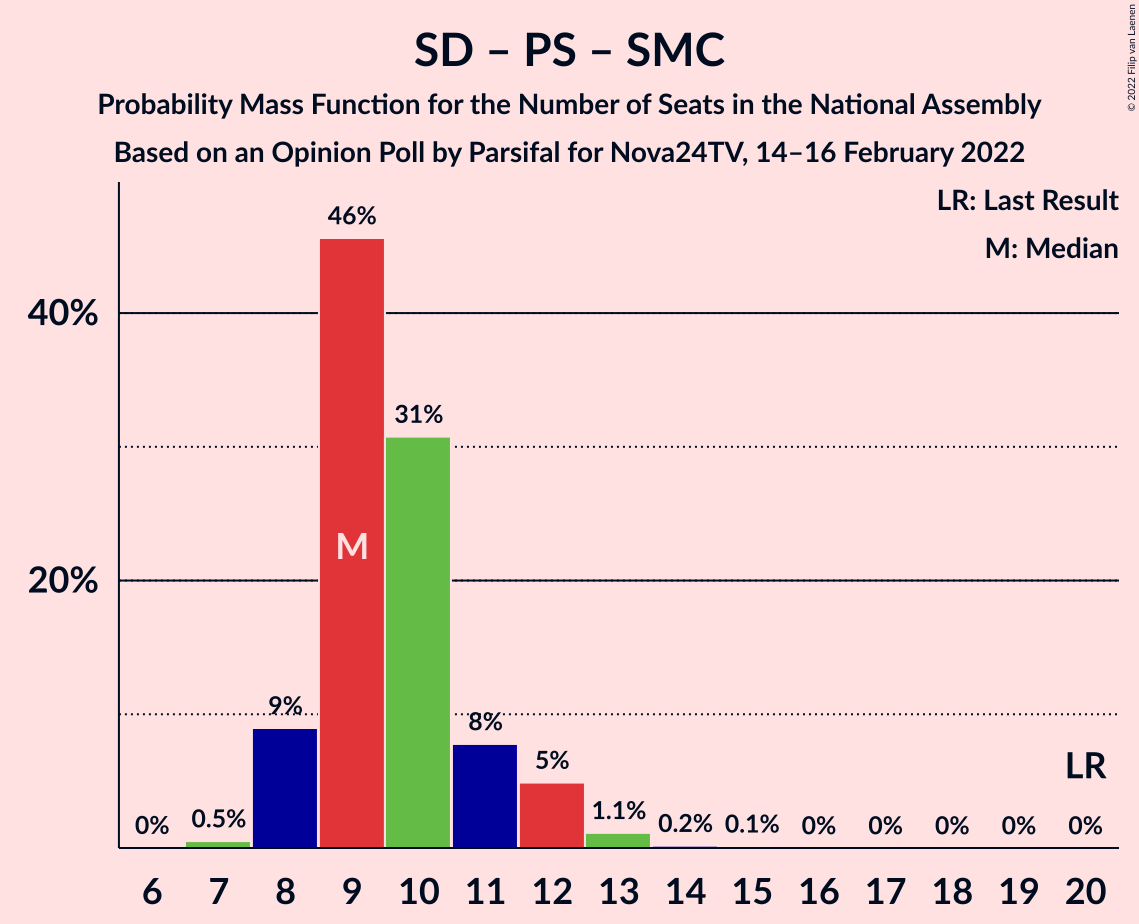 SD – PS – SMC
Probability Mass Function for the Number of Seats in the National Assembly
Based on an Opinion Poll by Parsifal for Nova24TV, 14–16 February 2022
© 2022 Filip van Laenen
LR: Last Result
M: Median
46%
40%
31%
M
20%
9%
8%
5%
LR
0%
0.5%
1.1%
0.2%
0.1%
0%
0%
0%
0%
0%
6 7 8 9 10 11 12 13 14 15 16 17 18 19 20